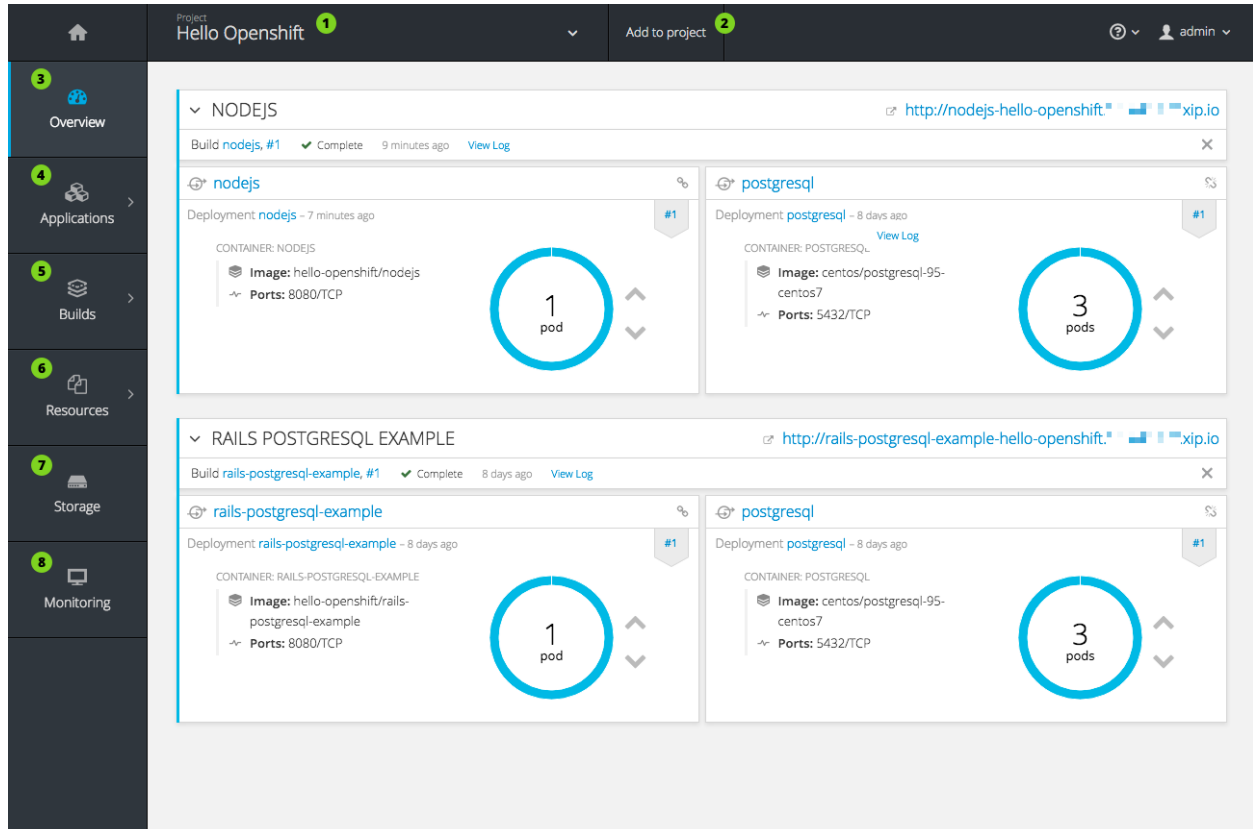 Project
Hello Openshift 1
Add to project 2
admin
3
Overview
4
Applications
5
Builds
6
Resources
7
Storage
8
Monitoring
NODEJS
http://nodejs-hello-openshift. xip.io
Build nodejs, #1 Complete 9 minutes ago View Log
nodejs
Deployment nodejs – 7 minutes ago #1
CONTAINER: NODEJS
Image: hello-openshift/nodejs
Ports: 8080/TCP
1
pod
postgresql
Deployment postgresql – 8 days ago #1
View Log
CONTAINER: POSTGRESQL
Image: centos/postgresql-95-
centos7
Ports: 5432/TCP
3
pods
RAILS POSTGRESQL EXAMPLE
http://rails-postgresql-example-hello-openshift. .xip.io
Build rails-postgresql-example, #1 Complete 8 days ago View Log
rails-postgresql-example
Deployment rails-postgresql-example – 8 days ago #1
CONTAINER: RAILS-POSTGRESQL-EXAMPLE
Image: hello-openshift/rails-
postgresql-example
Ports: 8080/TCP
1
pod
postgresql
Deployment postgresql – 8 days ago #1
CONTAINER: POSTGRESQL
Image: centos/postgresql-95-
centos7
Ports: 5432/TCP
3
pods